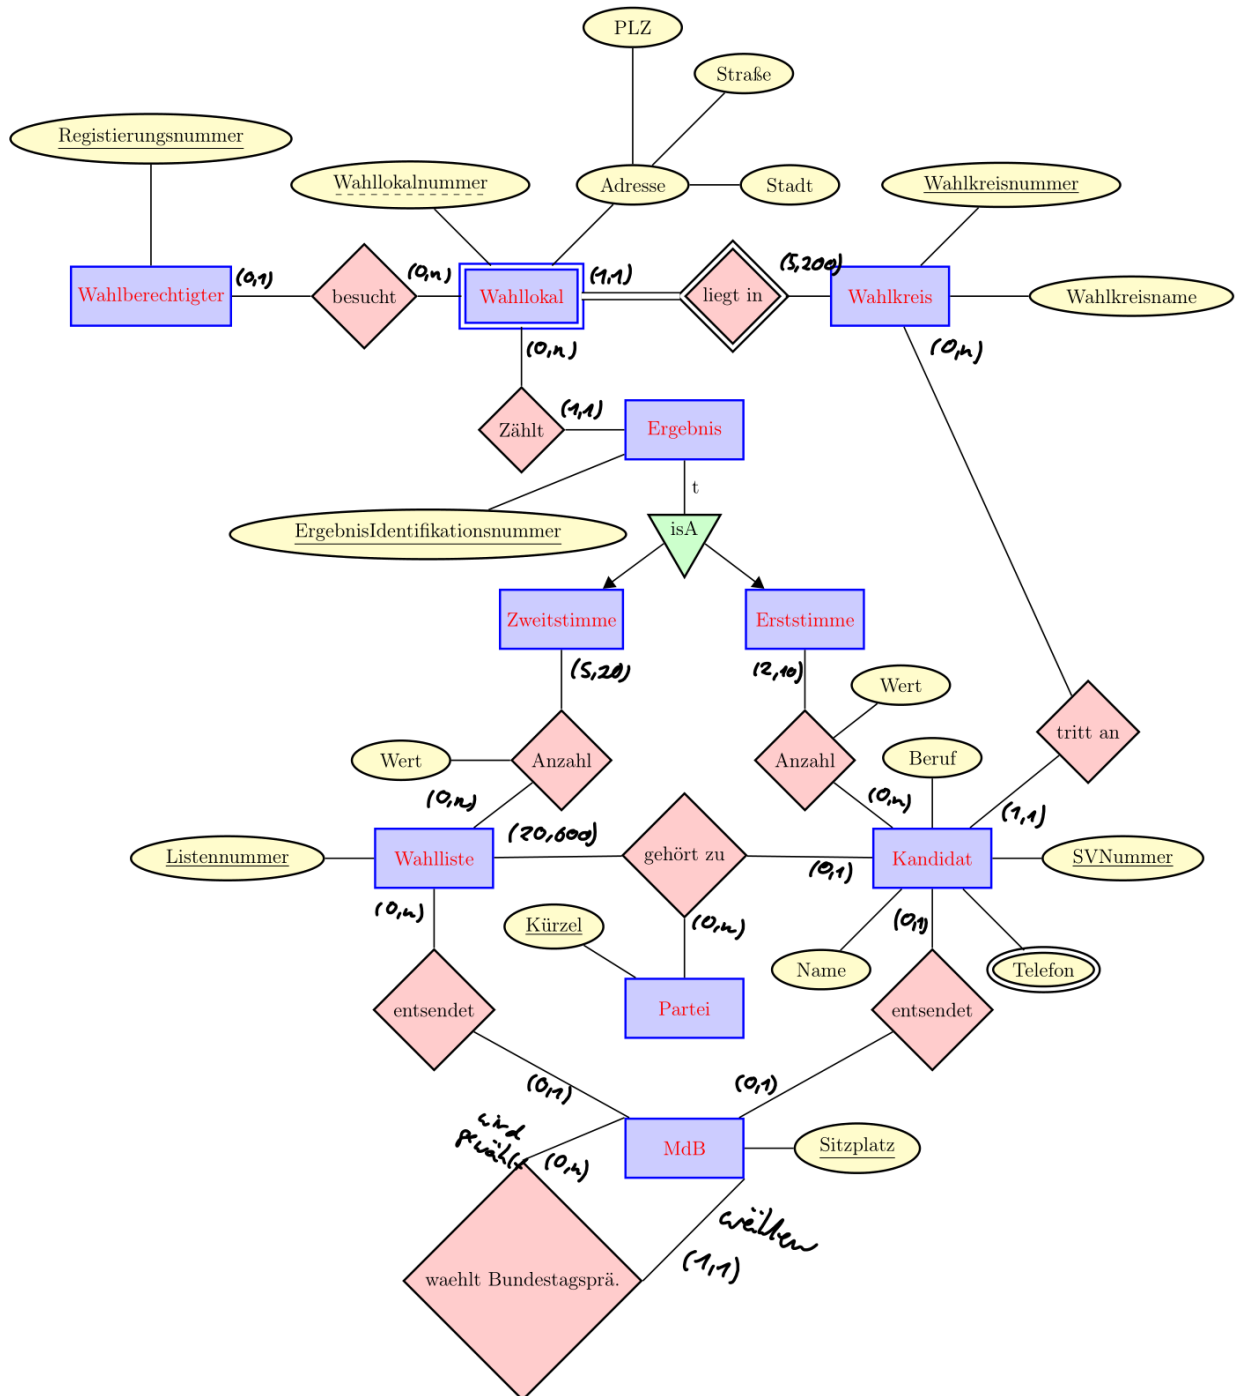 PLZ
Straße
Registierungsnummer
Wahllokalnummer
Adresse
Stadt
Wahlkreisnummer
Wahlberechtigter
(0,1)
besucht
(0,n)
Wahllokal
(1,1)
liegt in
(5,200)
Wahlkreis
Wahlkreisname
(0,n)
(0,n)
Zählt
(1,1)
Ergebnis
t
ErgebnisIdentifikationsnummer
isA
Zweitstimme
Erststimme
(5,20)
(2,10)
Wert
tritt an
Wert
Anzahl
Anzahl
Beruf
(0,n)
(0,n)
(1,1)
(20,600)
Listennummer
Wahlliste
gehört zu
(0,1)
Kandidat
SVNummer
(0,n)
Kürzel
(0,n)
(0,1)
Name
Telefon
entsendet
Partei
entsendet
(0,1)
(0,1)
wird
gewählt
(0,n)
MdB
Sitzplatz
wählen
(1,1)
waehlt Bundestagsprä.